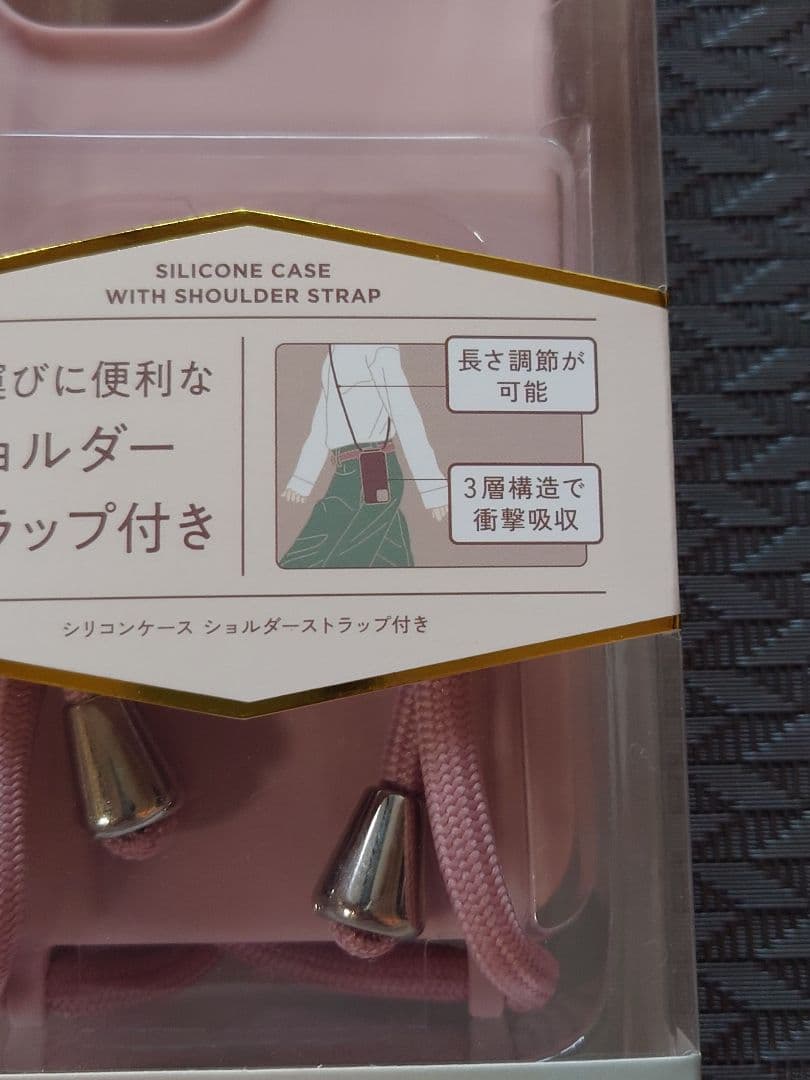 SILICONE CASE
WITH SHOULDER STRAP
運びに便利な
ョルダー
ラップ付き
長さ調節が
可能
3層構造で
衝撃吸収
シリコンケース ショルダーストラップ付き